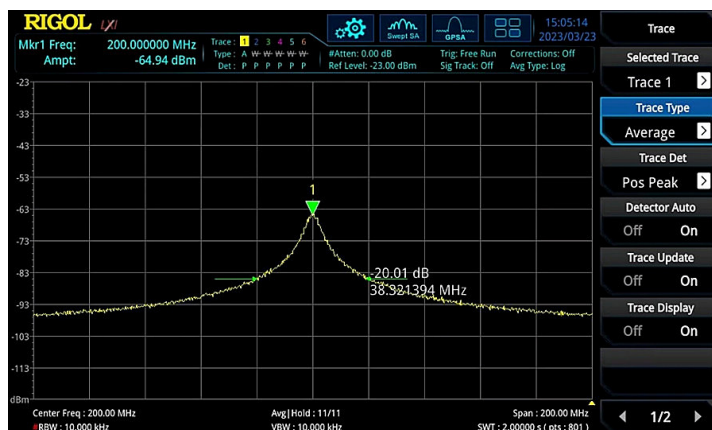 RIGOL LXI
Swept SA
GPSA
15:05:14
2023/03/23
Mkr1 Freq: 200.000000 MHz
Ampt: -64.94 dBm
Trace : 1 2 3 4 5 6
Type : A W W W W W
Det : P P P P P P
#Atten: 0.00 dB
Ref Level: -23.00 dBm
Trig: Free Run
Sig Track: Off
Corrections: Off
Avg Type: Log
-23
-33
-43
-53
-63
-73
-83
-93
-103
-113
dBm
1
-20.01 dB
38.321394 MHz
Center Freq : 200.00 MHz
Avg|Hold : 11/11
Span : 200.00 MHz
#RBW : 10.000 kHz
VBW : 10.000 kHz
SWT : 2.00000 s ( pts : 801 )
Trace
Selected Trace
Trace 1
Trace Type
Average
Trace Det
Pos Peak
Detector Auto
Off On
Trace Update
Off On
Trace Display
Off On
1/2